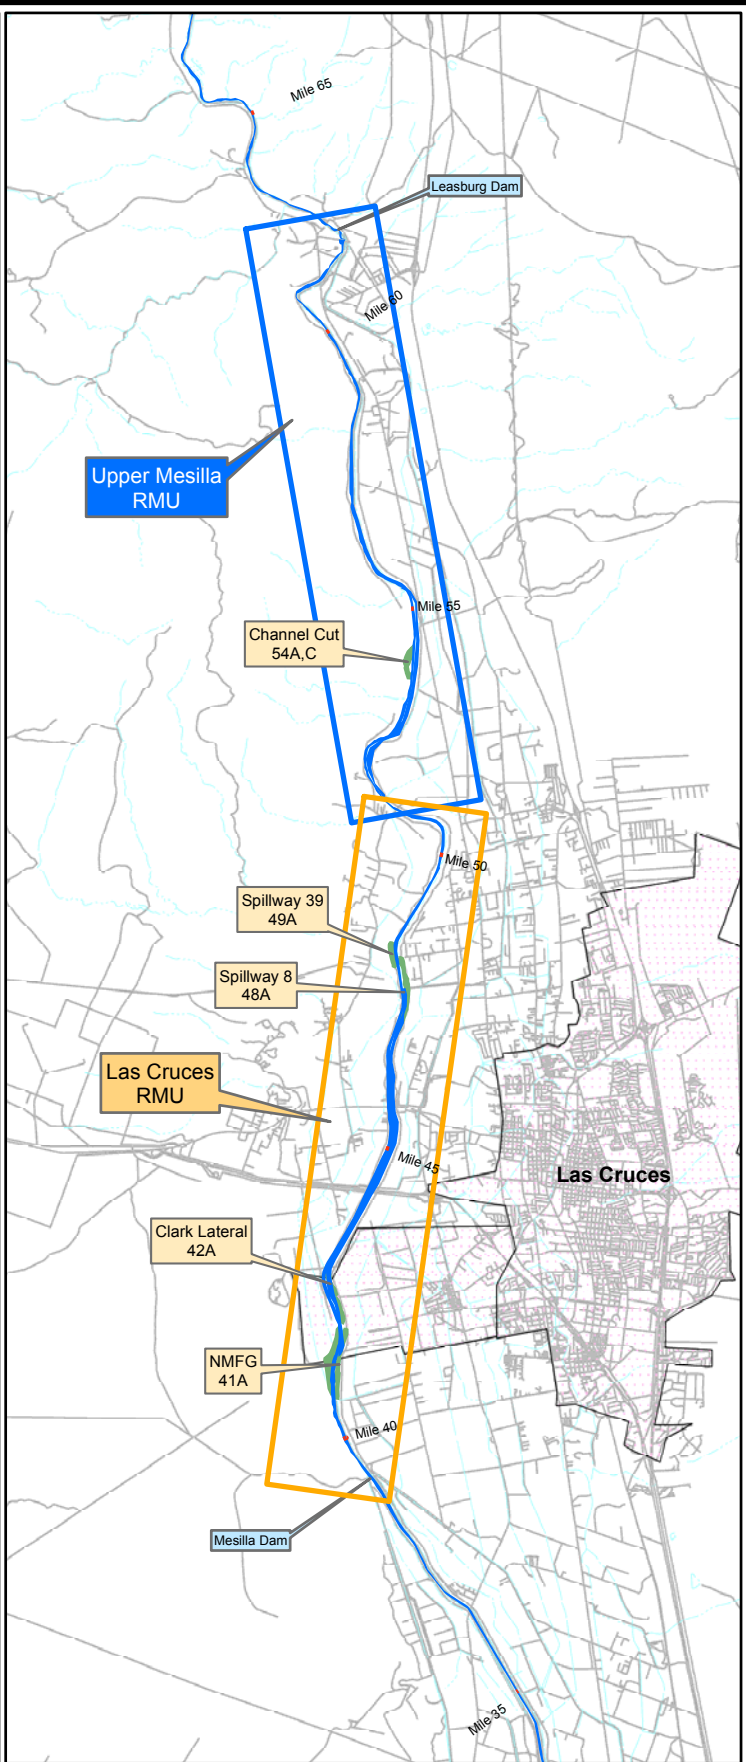 Mile 65
Leasburg Dam
Mile 60
Upper Mesilla
RMU
Mile 55
Channel Cut
54A,C
Mile 50
Spillway 39
49A
Spillway 8
48A
Las Cruces
RMU
Mile 45
Las Cruces
Clark Lateral
42A
NMFG
41A
Mile 40
Mesilla Dam
Mile 35